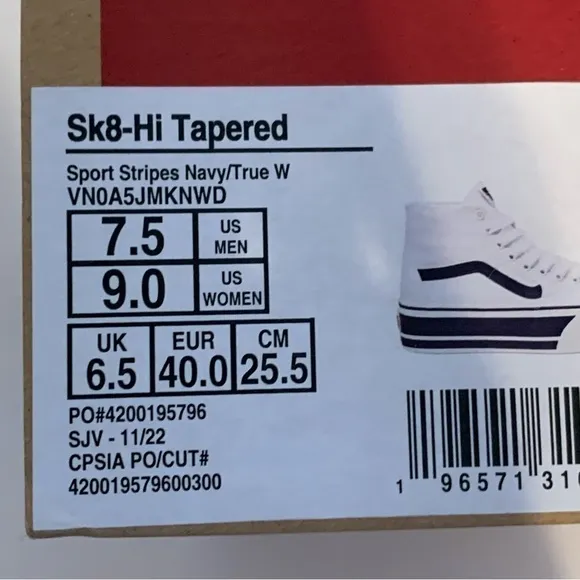 Sk8-Hi Tapered
Sport Stripes Navy/True W
VN0A5JMKNWD
7.5 US MEN
9.0 US WOMEN
UK EUR CM
6.5 40.0 25.5
PO#4200195796
SJV - 11/22
CPSIA PO/CUT#
420019579600300
1 96571 31